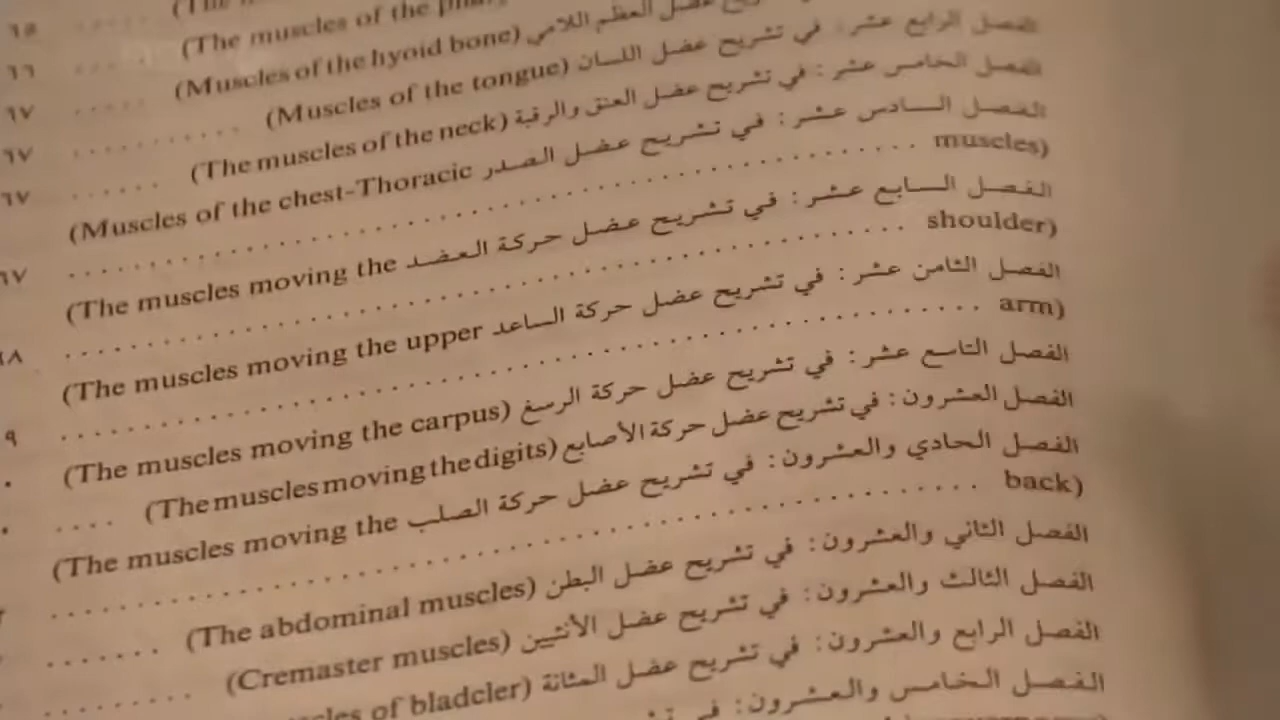 (The muscles of the
٦٥
(Muscles of the hyoid bone) عضل العظم اللامي
٦٦
الفصل الرابع عشر: في تشريح عضل اللسان (Muscles of the tongue) .....
٦٧
الفصل الخامس عشر: في تشريح عضل العنق والرقبة (The muscles of the neck) ..........
٦٧
الفصل السادس عشر: في تشريح عضل الصدر (Muscles of the chest-Thoracic
muscles) ..........
٦٧
الفصل السابع عشر: في تشريح عضل حركة العضد (The muscles moving the
shoulder) ..........
الفصل الثامن عشر: في تشريح عضل حركة الساعد (The muscles moving the upper
arm) ..........
الفصل التاسع عشر: في تشريح عضل حركة الرسغ (The muscles moving the carpus)
الفصل العشرون: في تشريح عضل حركة الأصابع (The muscles moving the digits) ....
الفصل الحادي والعشرون: في تشريح عضل حركة الصلب (The muscles moving the
back) ..........
الفصل الثاني والعشرون: في تشريح عضل البطن (The abdominal muscles) .......
الفصل الثالث والعشرون: في تشريح عضل الأنثيين (Cremaster muscles) ..........
الفصل الرابع والعشرون: في تشريح عضل المثانة of bladcler)
الفصل الخامس والعشرون: في